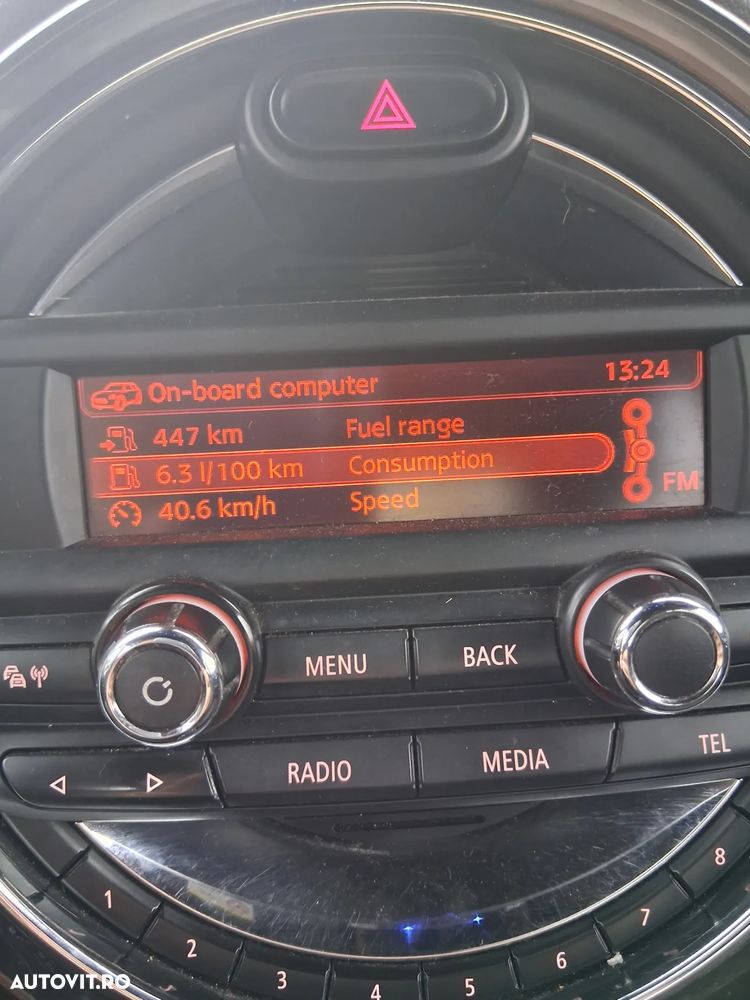 On-board computer 13:24
447 km Fuel range
6.3 l/100 km Consumption
40.6 km/h Speed
FM
MENU BACK
RADIO MEDIA TEL
1 2 3 4 5 6 7 8
AUTOVIT.RO